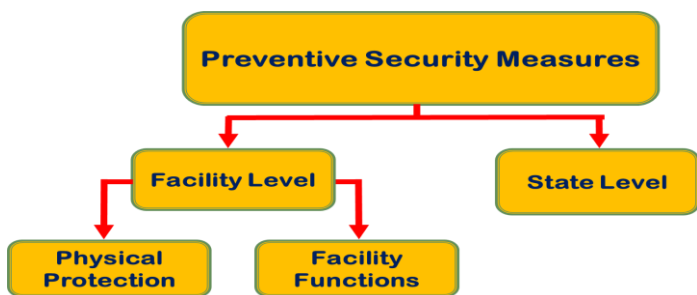 Preventive Security Measures
Facility Level
State Level
Physical
Protection
Facility
Functions